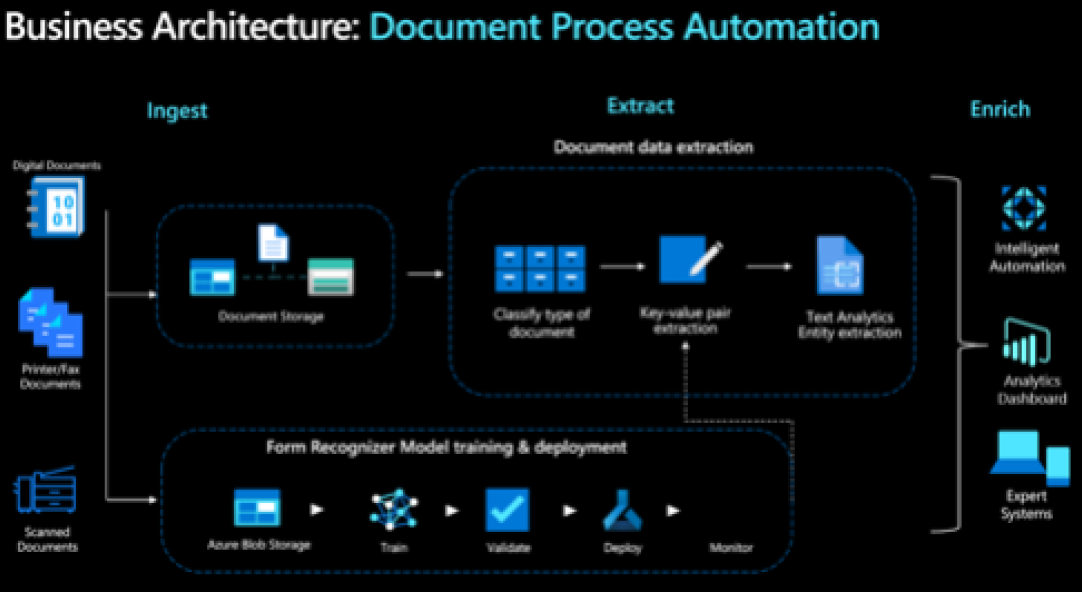 Business Architecture: Document Process Automation
Ingest
Extract
Enrich
Document data extraction
Digital Documents
10
01
Document Storage
Classify type of
document
Key-value pair
extraction
Text Analytics
Entity extraction
Intelligent
Automation
Printer/Fax
Documents
Analytics
Dashboard
Form Recognizer Model training & deployment
Scanned
Documents
Azure Blob Storage
Train
Validate
Deploy
Monitor
Expert
Systems